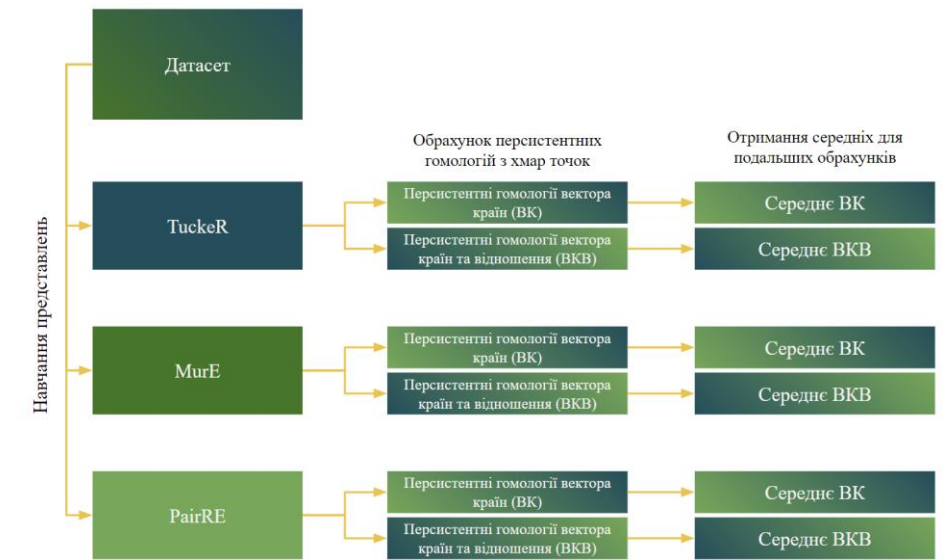 Датасет
Обрахунок персистентних
гомологій з хмар точок
Отримання середніх для
подальших обрахунків
Навчання представлень
TuckeR
Персистентні гомології вектора
країн (ВК)
Середнє ВК
Персистентні гомології вектора
країн та відношення (ВКВ)
Середнє ВКВ
MurE
Персистентні гомології вектора
країн (ВК)
Середнє ВК
Персистентні гомології вектора
країн та відношення (ВКВ)
Середнє ВКВ
PairRE
Персистентні гомології вектора
країн (ВК)
Середнє ВК
Персистентні гомології вектора
країн та відношення (ВКВ)
Середнє ВКВ